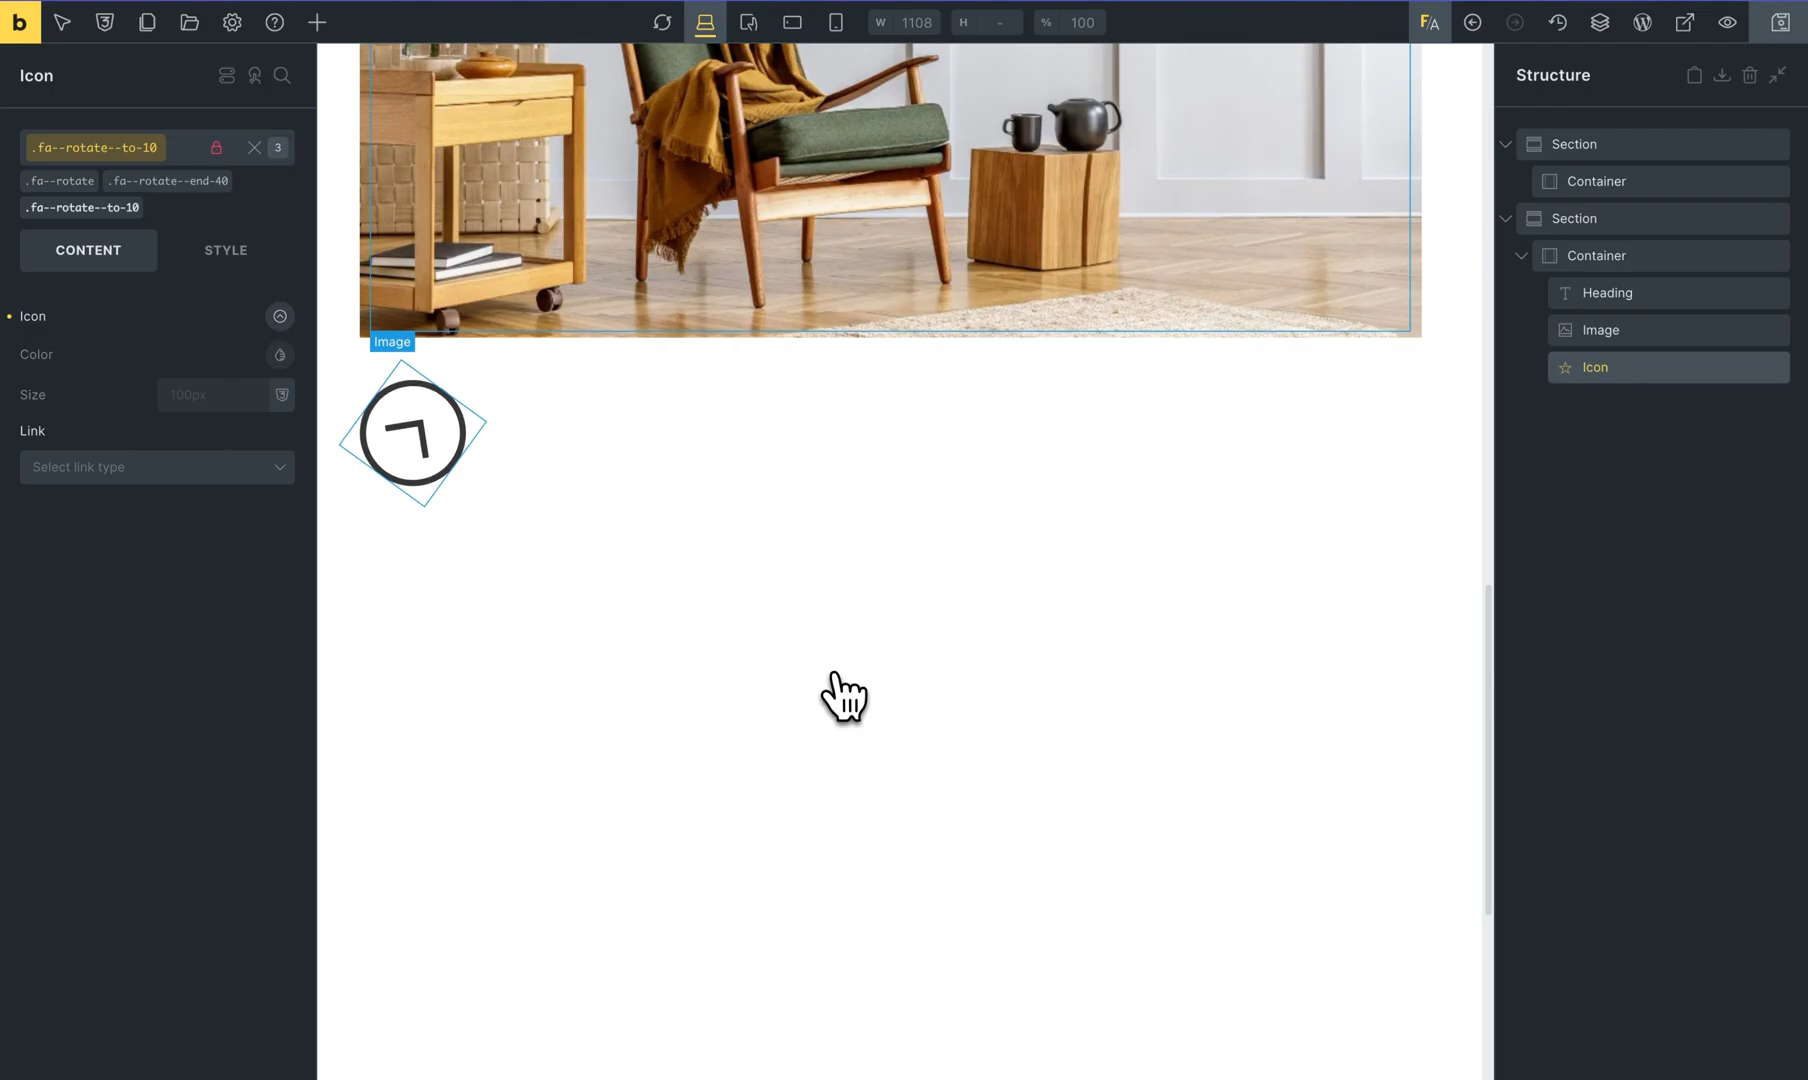 b
W 1108
H -
% 100
F/A
Icon
.fa--rotate--to-10
3
.fa--rotate
.fa--rotate--end-40
.fa--rotate--to-10
CONTENT
STYLE
Icon
Color
Size
100px
Link
Select link type
Image
Structure
Section
Container
Section
Container
Heading
Image
Icon